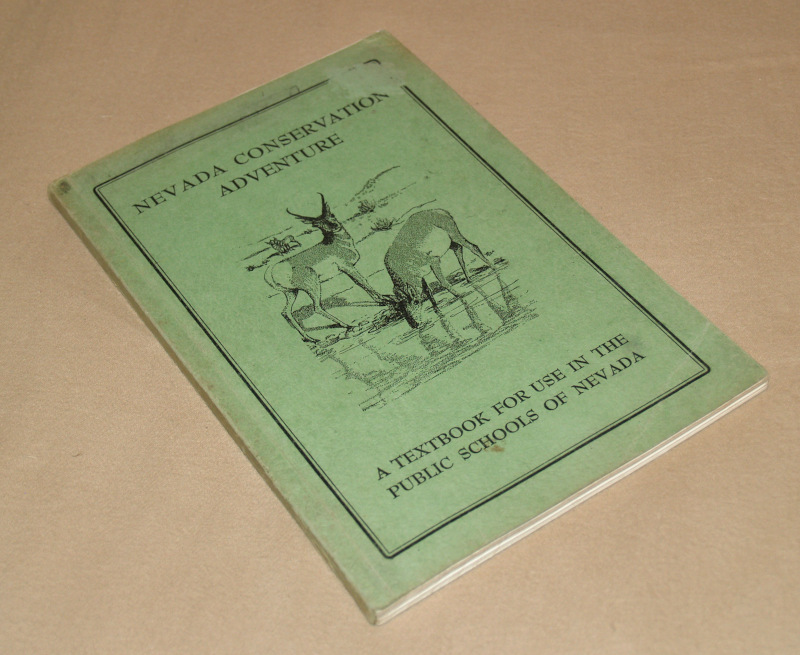 NEVADA CONSERVATION
ADVENTURE
A TEXTBOOK FOR USE IN THE
PUBLIC SCHOOLS OF NEVADA